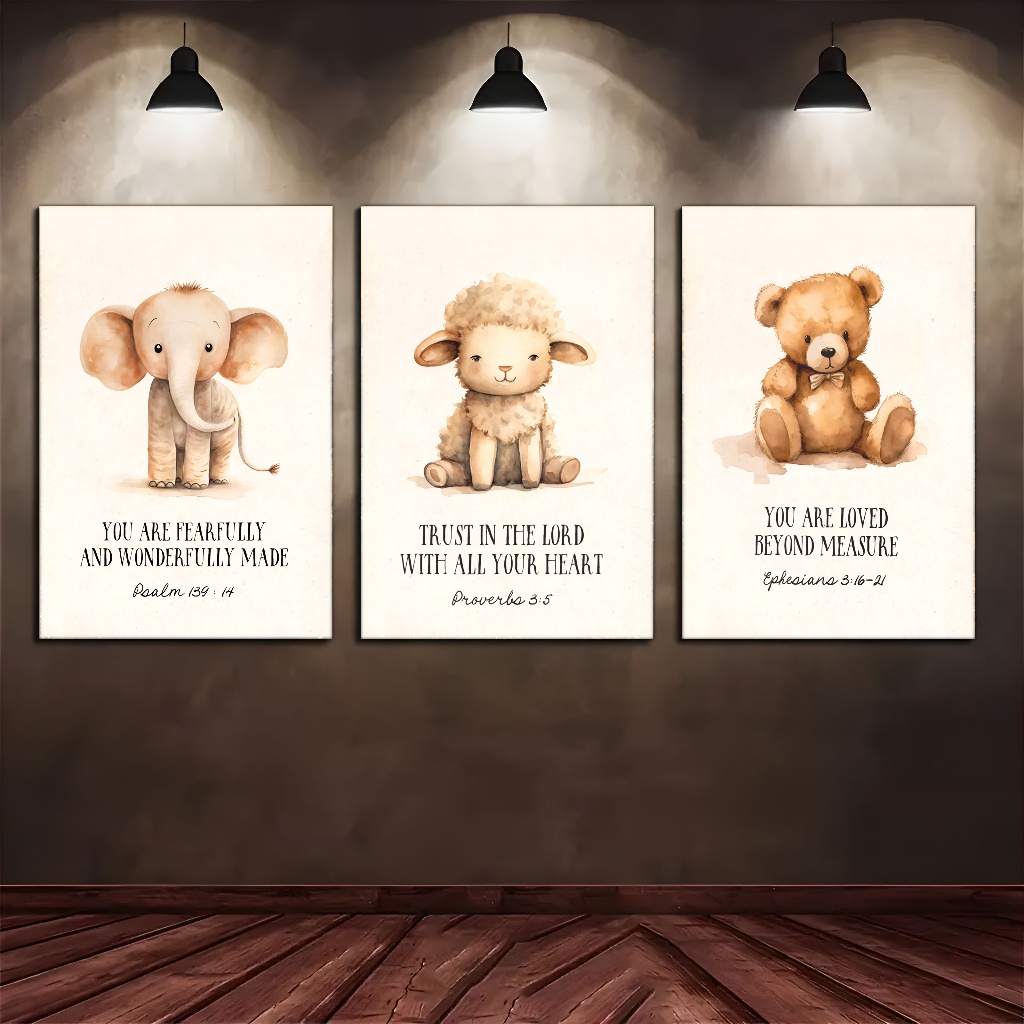 YOU ARE FEARFULLY
AND WONDERFULLY MADE
Psalm 139 : 14
TRUST IN THE LORD
WITH ALL YOUR HEART
Proverbs 3:5
YOU ARE LOVED
BEYOND MEASURE
Ephesians 3:16-21